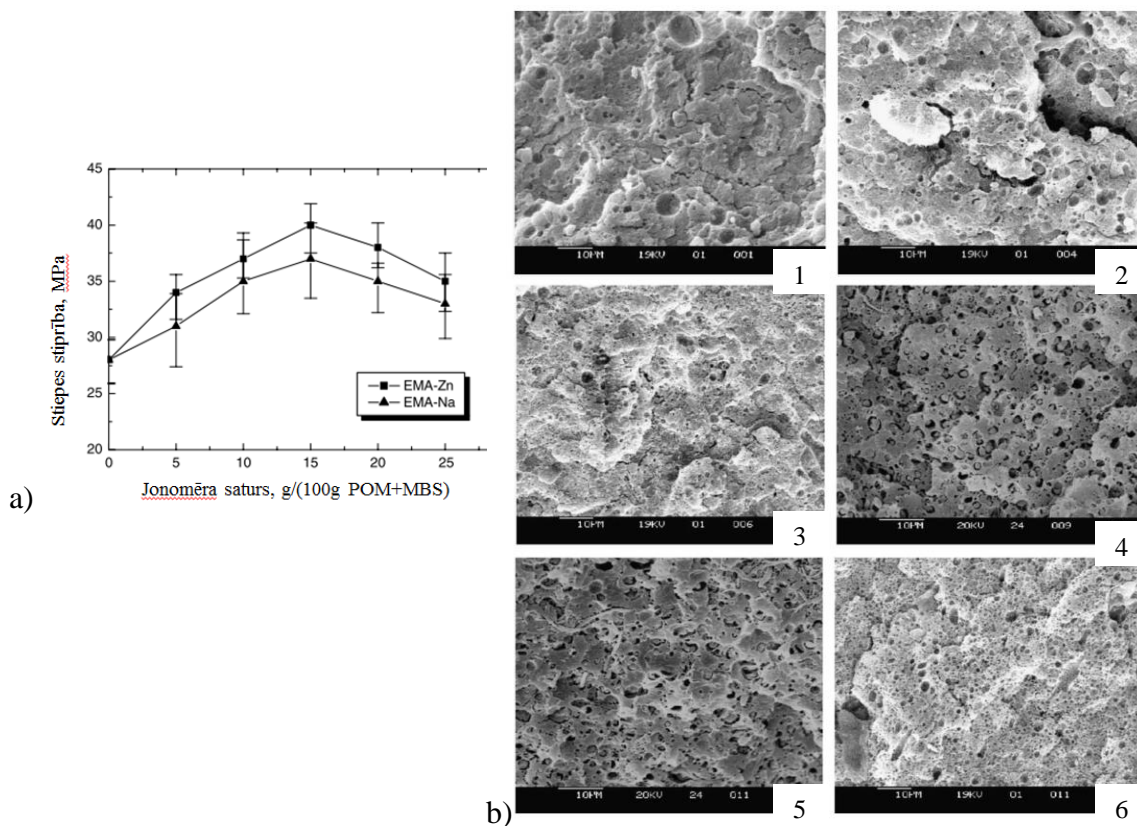 45
40
35
30
25
20
0
5
10
15
20
25
Stiepes stiprība, MPa
EMA-Zn
EMA-Na
Jonomēra saturs, g/(100g POM+MBS)
a)
10PM 19KV 01 001
1
10PM 19KV 01 004
2
10PM 19KV 01 006
3
10PM 20KV 24 009
4
10PM 20KV 24 011
5
10PM 19KV 01 011
6
b)